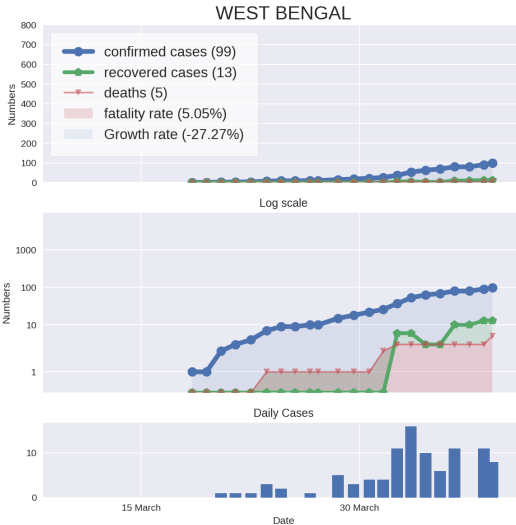 WEST BENGAL
800
700
600
500
400
300
200
100
0
Numbers
confirmed cases (99)
recovered cases (13)
deaths (5)
fatality rate (5.05%)
Growth rate (-27.27%)
Log scale
1000
100
10
1
Numbers
Daily Cases
10
0
15 March
30 March
Date